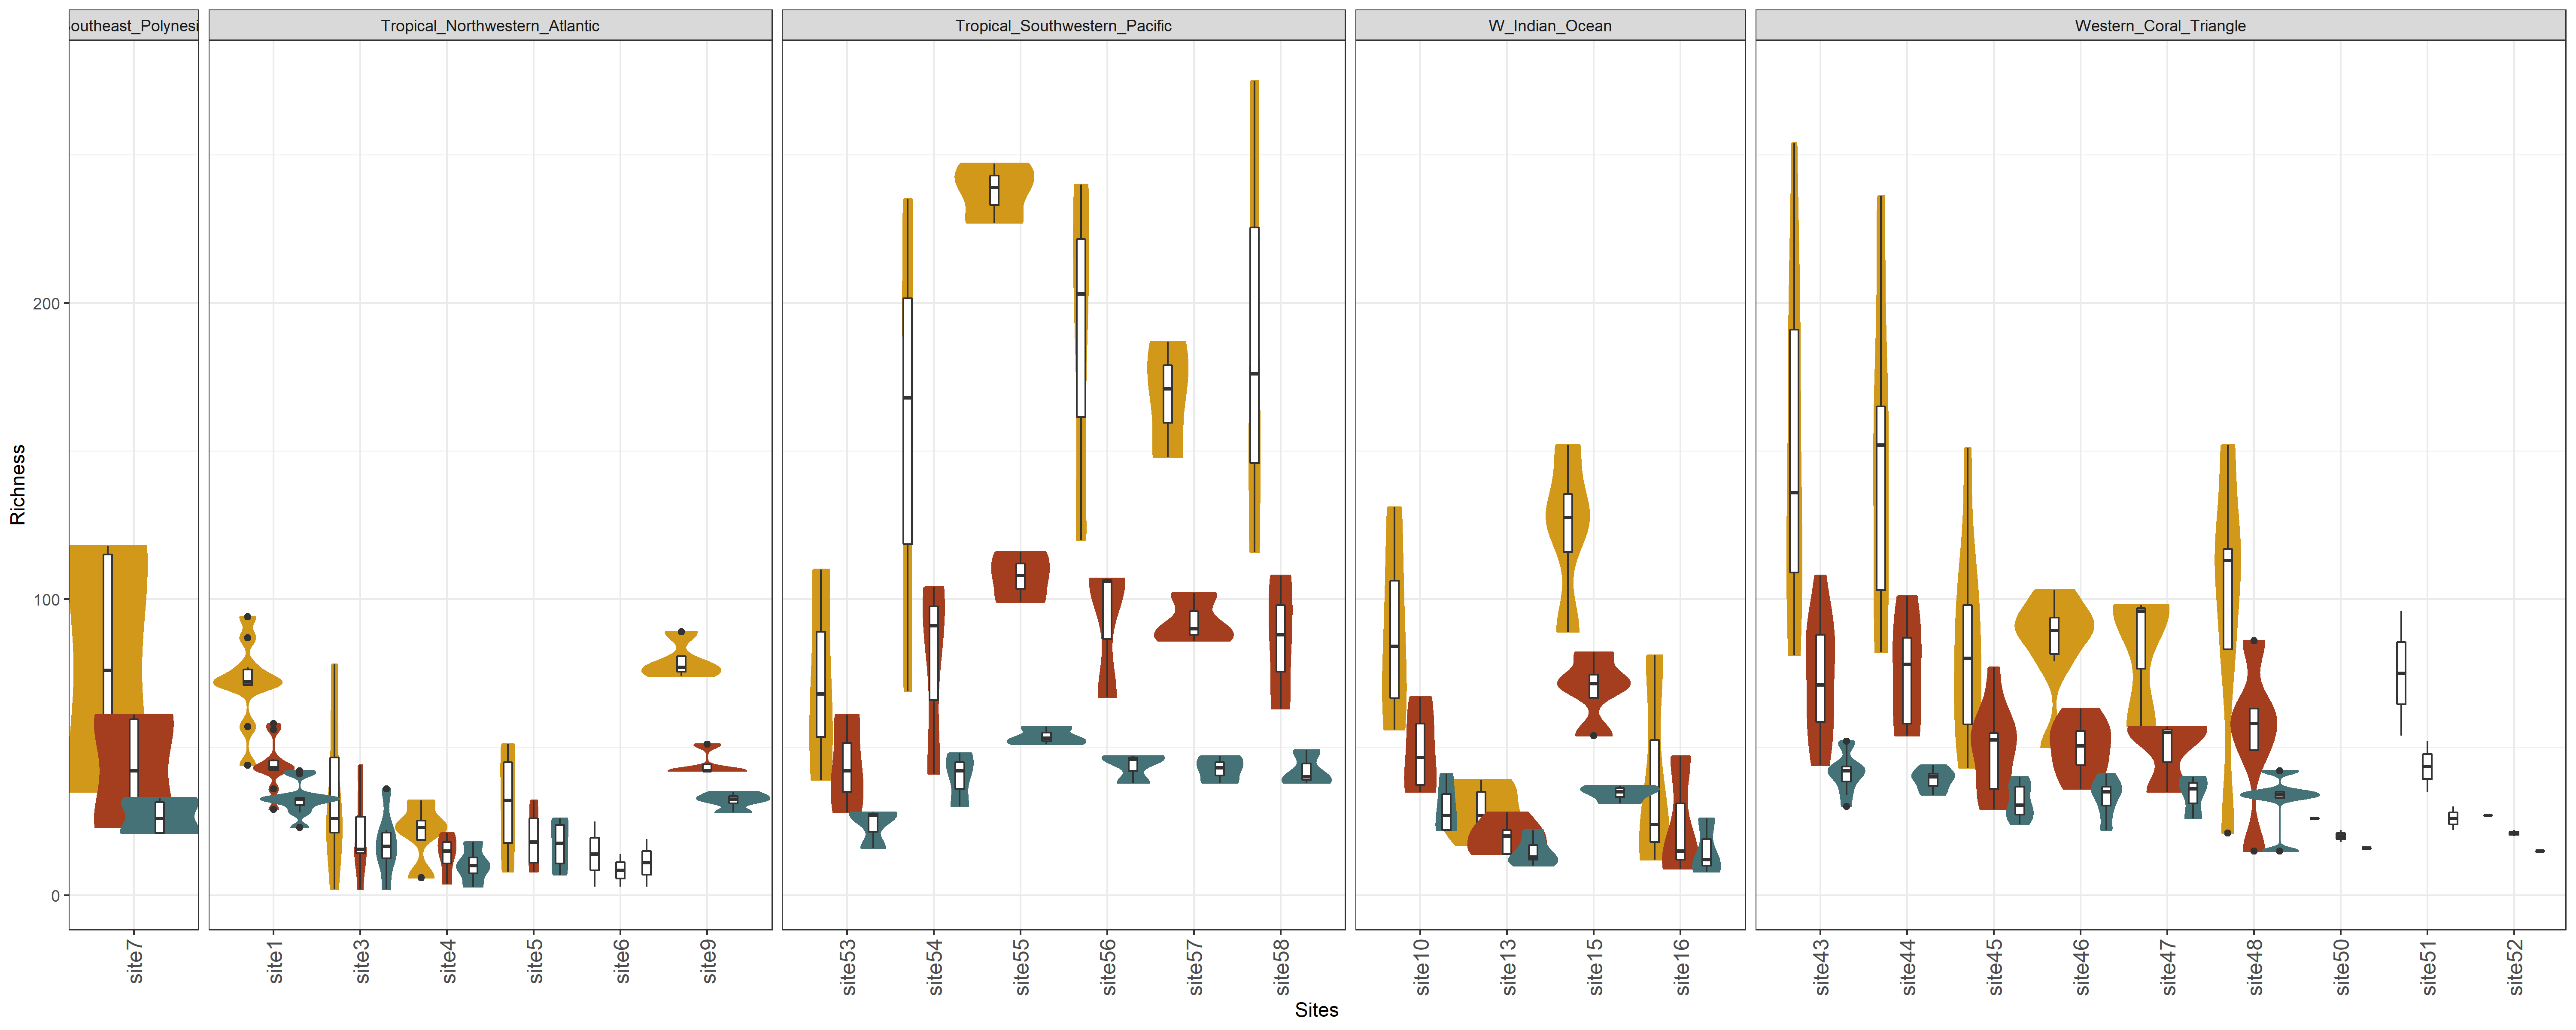 outheast_Polynesi
Tropical_Northwestern_Atlantic
Tropical_Southwestern_Pacific
W_Indian_Ocean
Western_Coral_Triangle
200
100
0
Richness
site7
site1
site3
site4
site5
site6
site9
site53
site54
site55
site56
site57
site58
site10
site13
site15
site16
site43
site44
site45
site46
site47
site48
site50
site51
site52
Sites